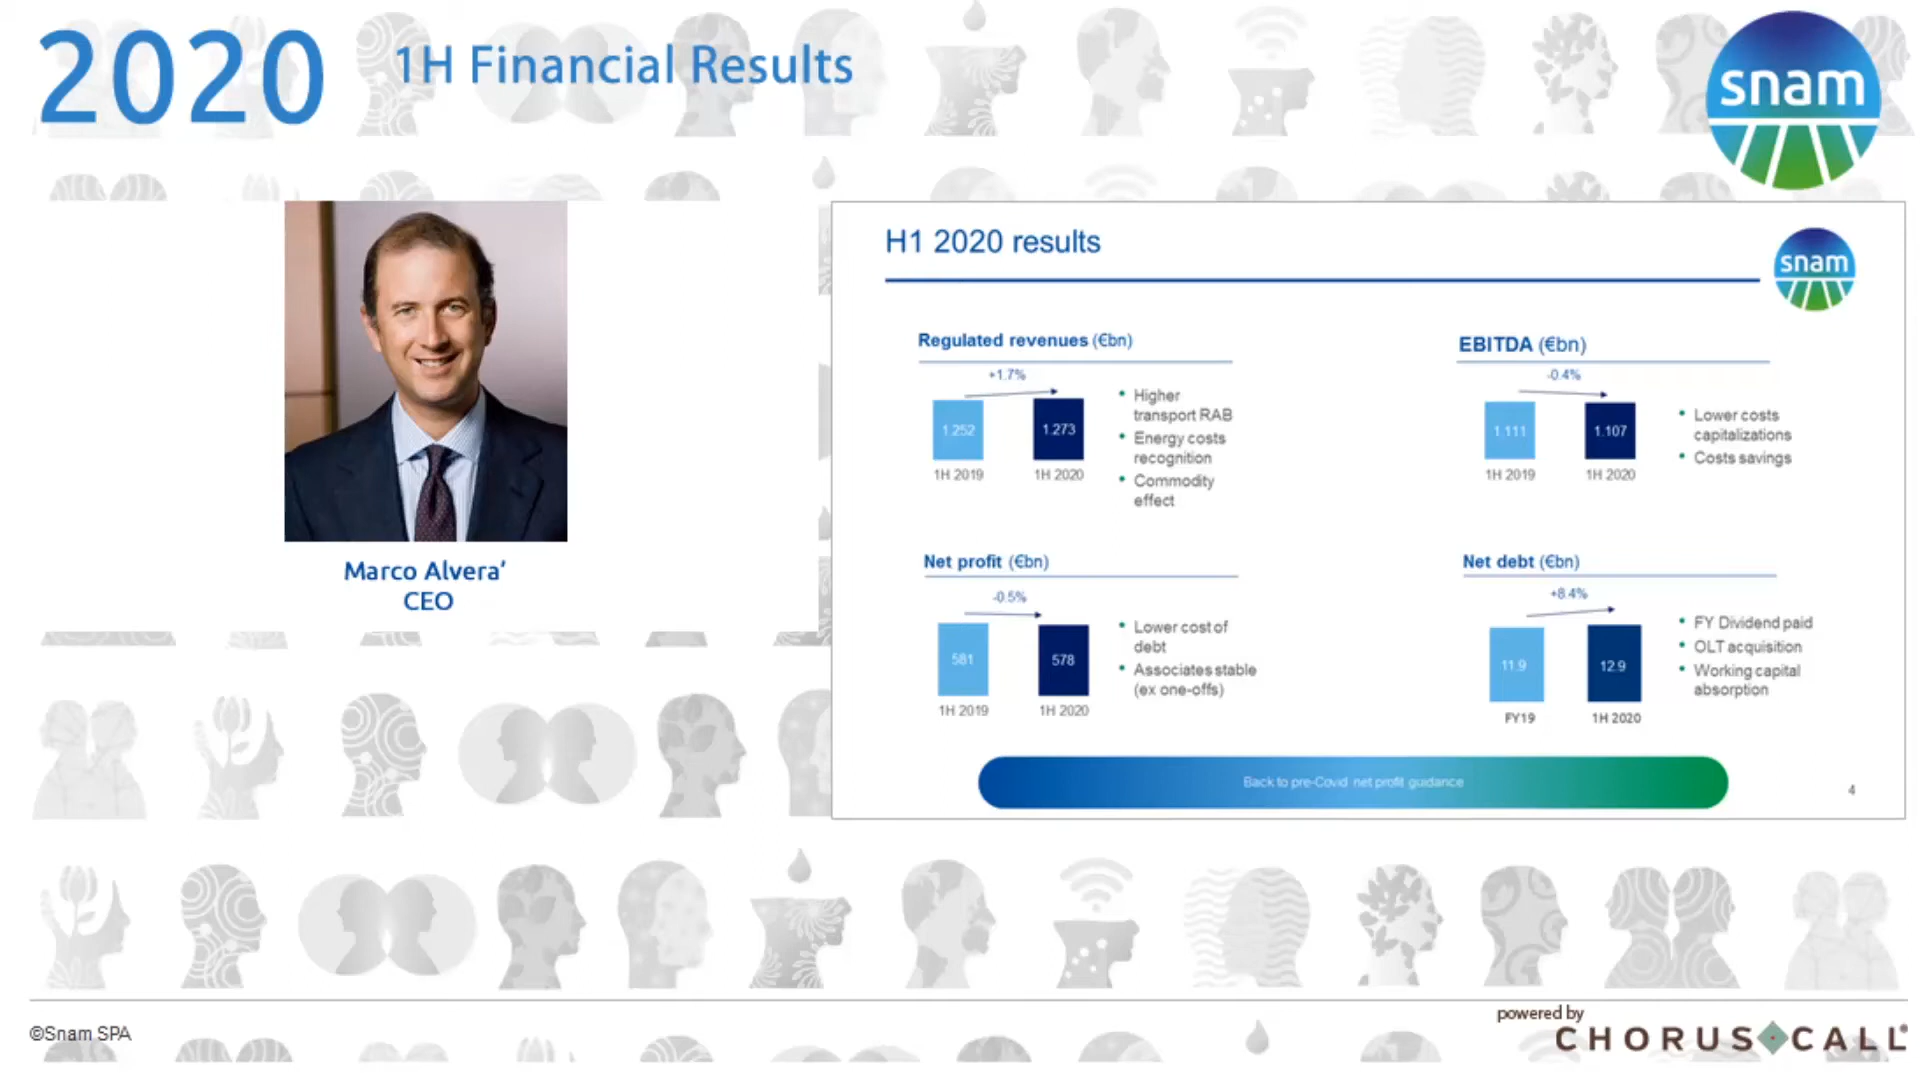 2020
1H Financial Results
snam
Marco Alvera’
CEO
H1 2020 results
snam
Regulated revenues (€bn)
+1.7%
1.252
1.273
1H 2019
1H 2020
• Higher
transport RAB
• Energy costs
recognition
• Commodity
effect
EBITDA (€bn)
-0.4%
1.111
1.107
1H 2019
1H 2020
• Lower costs
capitalizations
• Costs savings
Net profit (€bn)
-0.5%
581
578
1H 2019
1H 2020
• Lower cost of
debt
• Associates stable
(ex one-offs)
Net debt (€bn)
+8.4%
11.9
12.9
FY19
1H 2020
• FY Dividend paid
• OLT acquisition
• Working capital
absorption
Back to pre-Covid net profit guidance
4
©Snam SPA
powered by
CHORUS CALL®